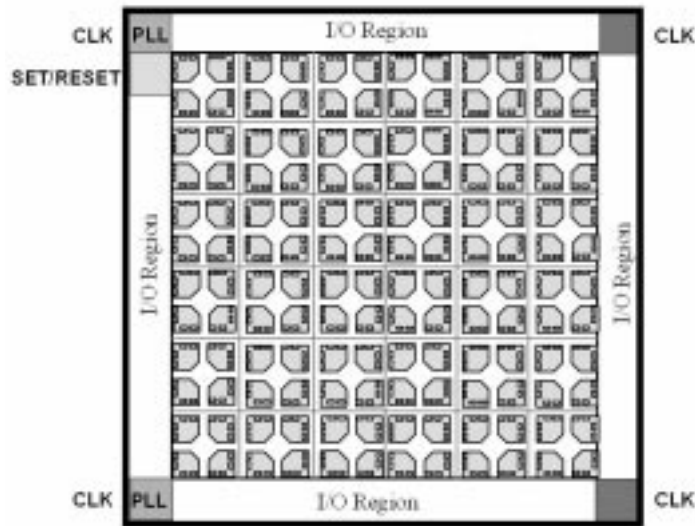 CLK PLL I/O Region CLK
SET/RESET
I/O Region
I/O Region
CLK PLL I/O Region CLK